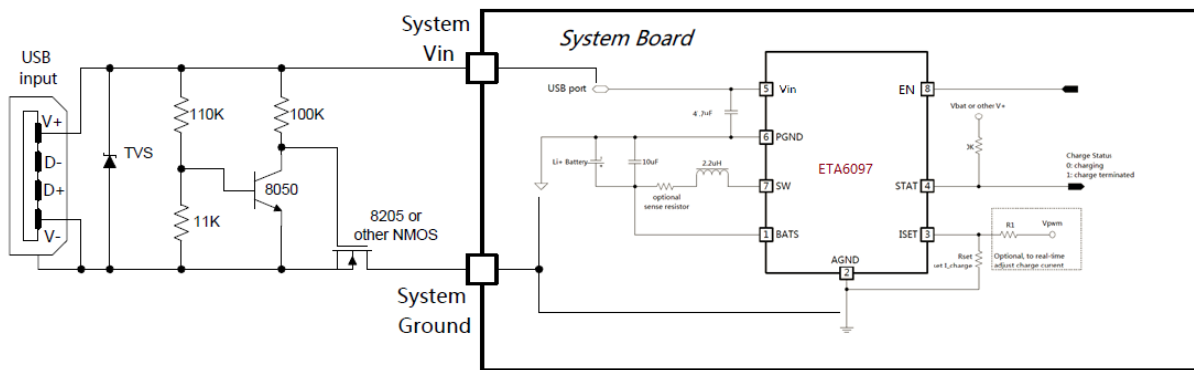 USB
input
V+
D-
D+
V-
TVS
110K
11K
100K
8050
8205 or
other NMOS
System
Vin
System
Ground
System Board
USB port
4.7uF
Li+ Battery
+
10uF
2.2uH
optional
sense resistor
5
Vin
6
PGND
7
SW
1
BATS
ETA6097
AGND
2
EN
8
STAT
4
ISET
3
Vbat or other V+
0K
Charge Status
0: charging
1: charge terminated
R1
Vpwm
Rset
et I_charge
Optional, to real-time
adjust charge current